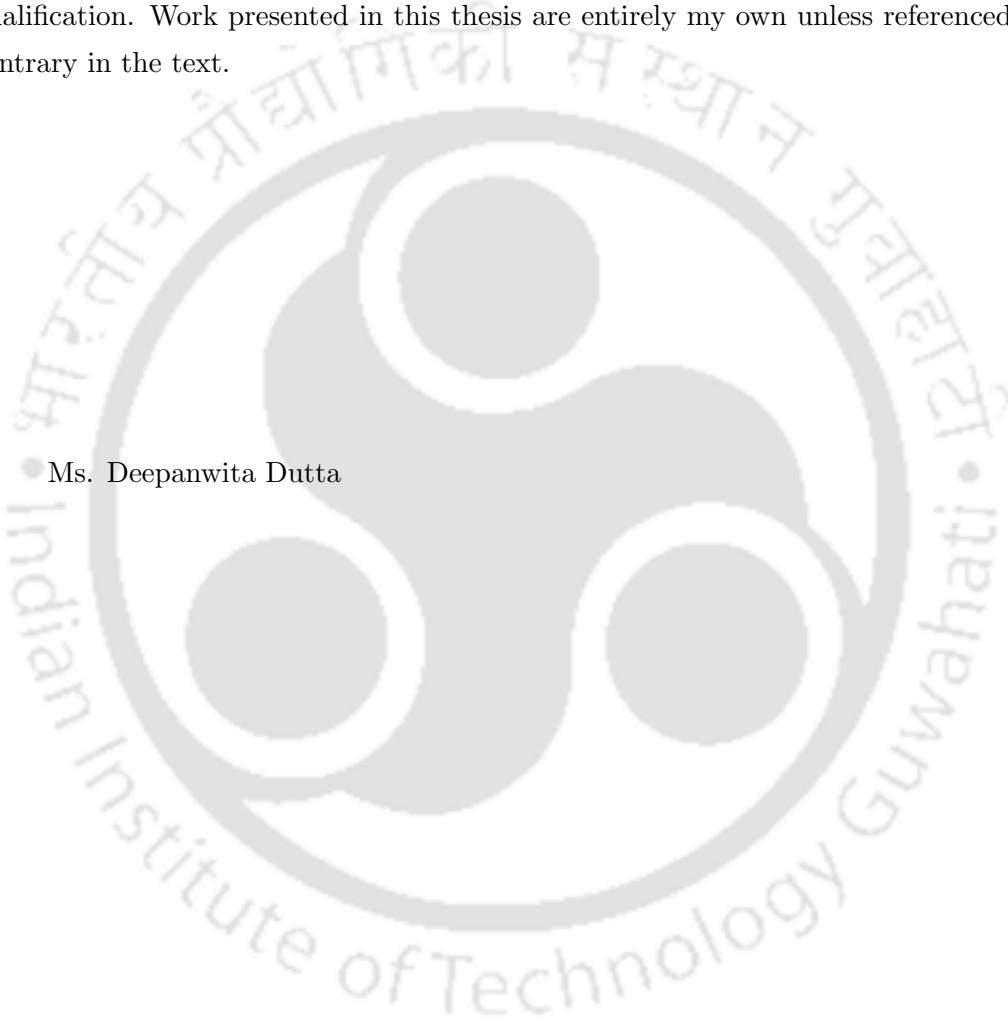 alification. Work presented in this thesis are entirely my own unless referenced
ntrary in the text.
Ms. Deepanwita Dutta
भारतीय प्रौद्योगिकी संस्थान गुवाहाटी
• Indian Institute of Technology Guwahati •